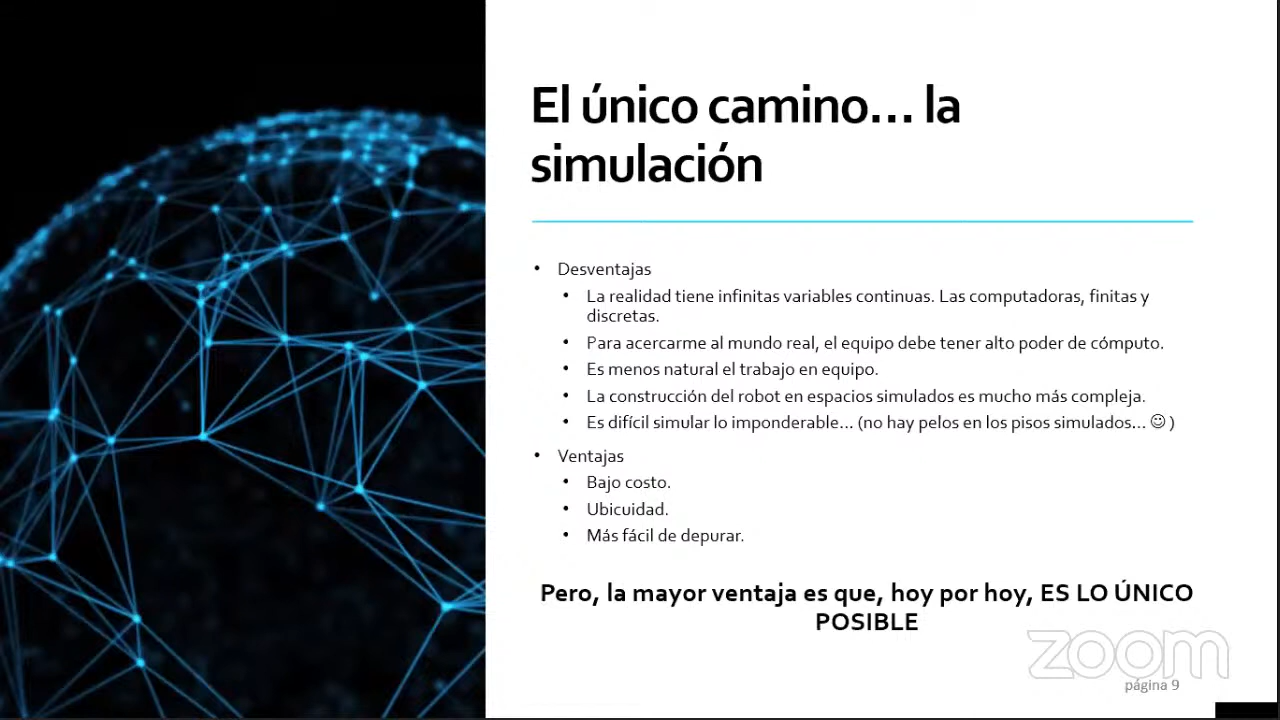 El único camino... la
simulación
• Desventajas
• La realidad tiene infinitas variables continuas. Las computadoras, finitas y
discretas.
• Para acercarme al mundo real, el equipo debe tener alto poder de cómputo.
• Es menos natural el trabajo en equipo.
• La construcción del robot en espacios simulados es mucho más compleja.
• Es difícil simular lo imponderable... (no hay pelos en los pisos simulados... ☺ )
• Ventajas
• Bajo costo.
• Ubicuidad.
• Más fácil de depurar.
Pero, la mayor ventaja es que, hoy por hoy, ES LO ÚNICO
POSIBLE
zoom
página 9